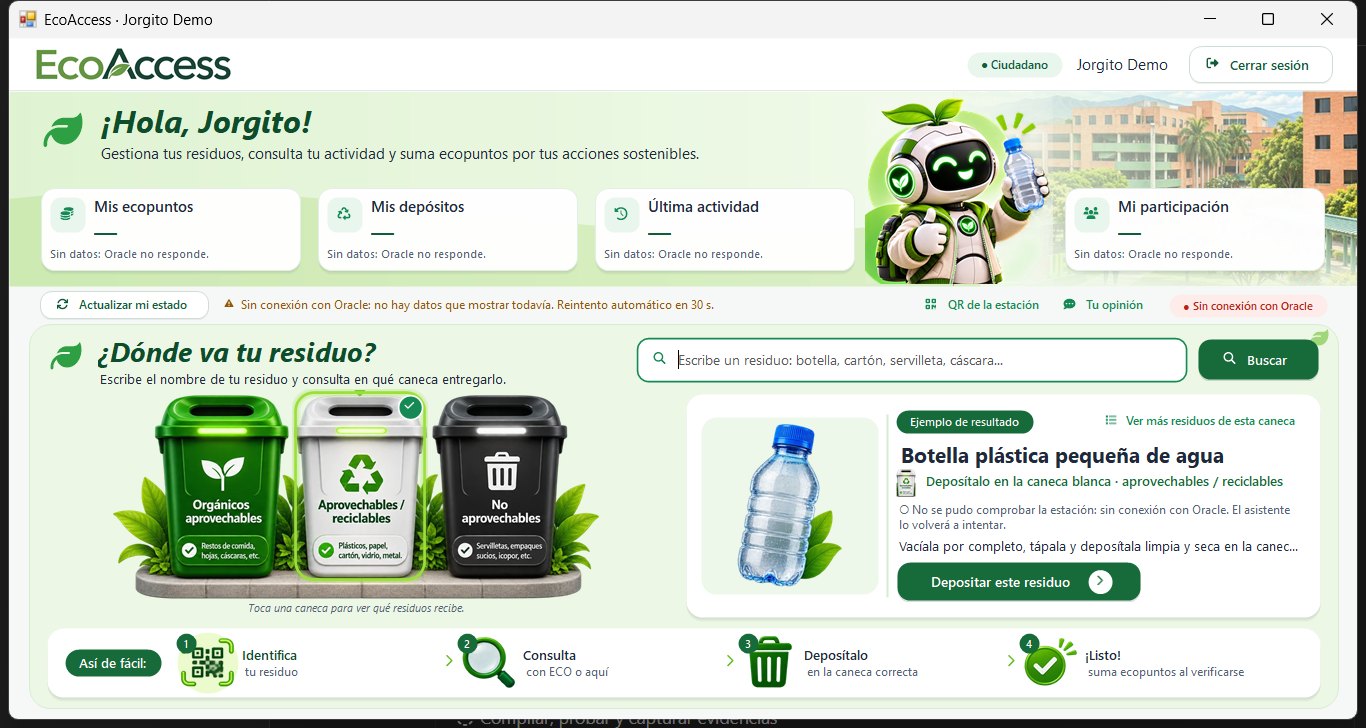 EcoAccess · Jorgito Demo
EcoAccess
● Ciudadano
Jorgito Demo
Cerrar sesión
¡Hola, Jorgito!
Gestiona tus residuos, consulta tu actividad y suma ecopuntos por tus acciones sostenibles.
Mis ecopuntos
Sin datos: Oracle no responde.
Mis depósitos
Sin datos: Oracle no responde.
Última actividad
Sin datos: Oracle no responde.
Mi participación
Sin datos: Oracle no responde.
Actualizar mi estado
Sin conexión con Oracle: no hay datos que mostrar todavía. Reintento automático en 30 s.
QR de la estación
Tu opinión
● Sin conexión con Oracle
¿Dónde va tu residuo?
Escribe el nombre de tu residuo y consulta en qué caneca entregarlo.
Escribe un residuo: botella, cartón, servilleta, cáscara...
Buscar
Orgánicos
aprovechables
Restos de comida,
hojas, cáscaras, etc.
Aprovechables /
reciclables
Plásticos, papel,
cartón, vidrio, metal.
No
aprovechables
Servilletas, empaques
sucios, icopor, etc.
Toca una caneca para ver qué residuos recibe.
Ejemplo de resultado
Ver más residuos de esta caneca
Botella plástica pequeña de agua
Deposítalo en la caneca blanca · aprovechables / reciclables
○ No se pudo comprobar la estación: sin conexión con Oracle. El asistente
lo volverá a intentar.
Vacíala por completo, tápala y deposítala limpia y seca en la canec...
Depositar este residuo
Así de fácil:
1
Identifica
tu residuo
2
Consulta
con ECO o aquí
3
Deposítalo
en la caneca correcta
4
¡Listo!
suma ecopuntos al verificarse
Compilar, probar y capturar evidencias